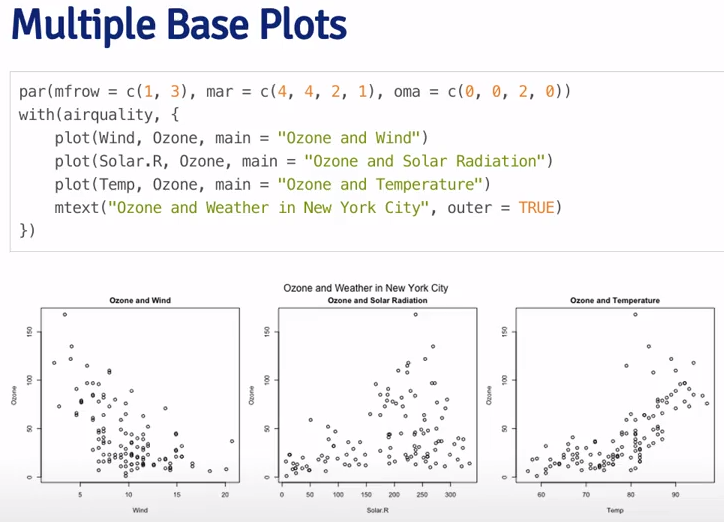 Multiple Base Plots
par(mfrow = c(1, 3), mar = c(4, 4, 2, 1), oma = c(0, 0, 2, 0))
with(airquality, {
    plot(Wind, Ozone, main = "Ozone and Wind")
    plot(Solar.R, Ozone, main = "Ozone and Solar Radiation")
    plot(Temp, Ozone, main = "Ozone and Temperature")
    mtext("Ozone and Weather in New York City", outer = TRUE)
})
Ozone and Weather in New York City
Ozone and Wind
Ozone
150
100
50
0
5 10 15 20
Wind
Ozone and Solar Radiation
Ozone
150
100
50
0
0 50 100 150 200 250 300
Solar.R
Ozone and Temperature
Ozone
150
100
50
0
60 70 80 90
Temp